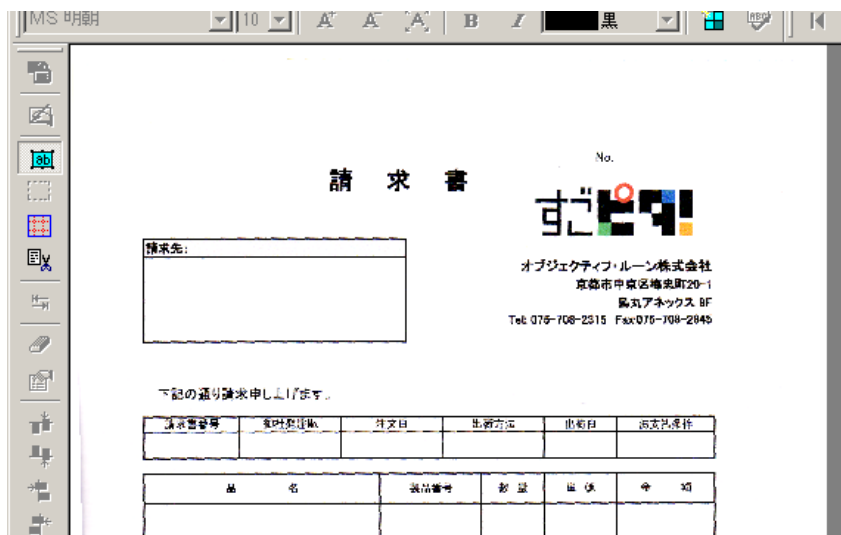 MS 明朝 10 B I 黒
No.
請 求 書
すごピタ!
請求先:
オブジェクティブ・ルーン株式会社
京都市中京区梅忠町20-1
烏丸アネックス 9F
Tel: 075-708-2315 Fax:075-708-2845
下記の通り請求申し上げます。
請求書番号 注文日 出荷方法 出荷日 お支払条件
品 名 製品番号 数 量 単 価 金 額